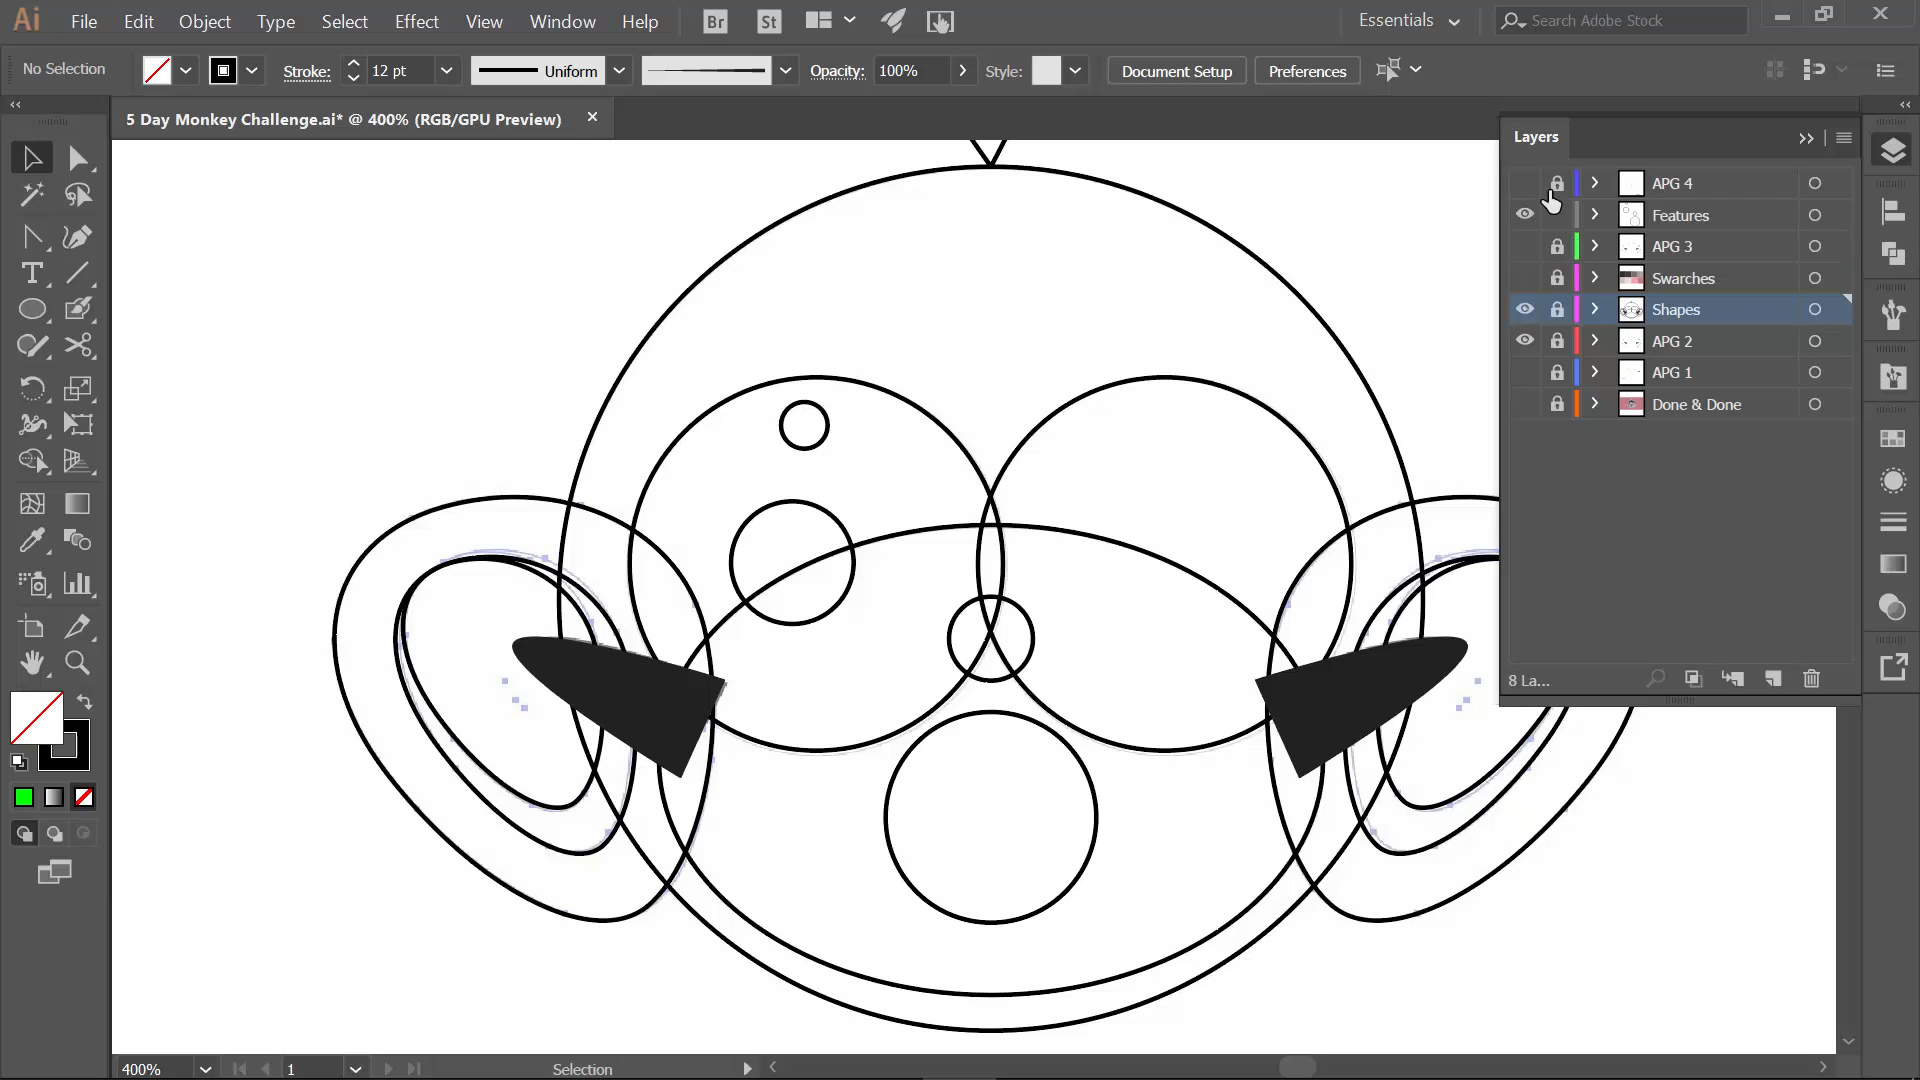 Ai File Edit Object Type Select Effect View Window Help Br St Essentials Search Adobe Stock
No Selection Stroke: 12 pt Uniform Opacity: 100% Style: Document Setup Preferences
5 Day Monkey Challenge.ai* @ 400% (RGB/GPU Preview)
Layers
APG 4
Features
APG 3
Swarches
Shapes
APG 2
APG 1
Done & Done
8 La...
400% 1 Selection